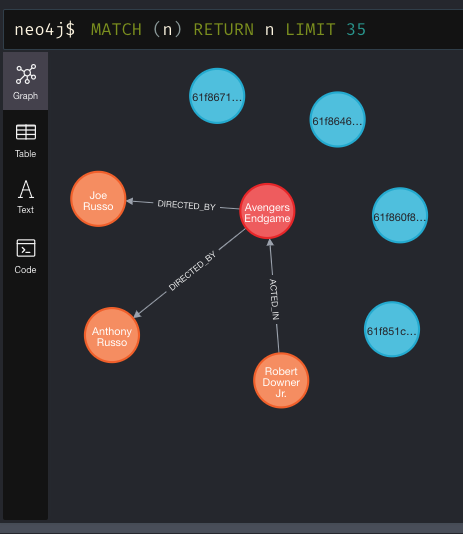 neo4j$ MATCH (n) RETURN n LIMIT 35
Graph
Table
Text
Code
61f8671...
61f8646...
Joe
Russo
DIRECTED_BY
Avengers
Endgame
61f860f8...
DIRECTED_BY
ACTED_IN
61f851c...
Anthony
Russo
Robert
Downer
Jr.